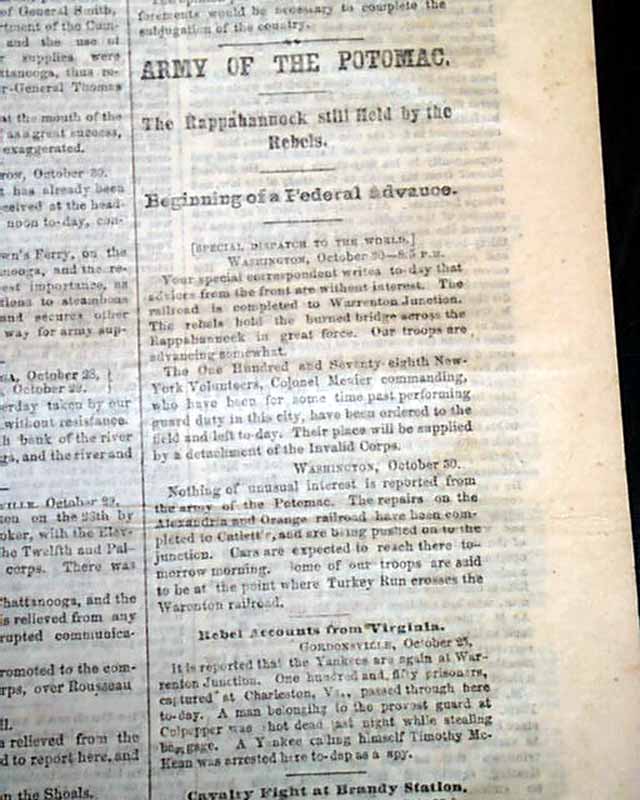 of General Smith,
rtment of the Cum-
and the use of
supplies were
attanooga, thus re-
r-General Thomas
at the mouth of the
as a great success,
exaggerated.
October 30.
t has already been
ceived at the head-
noon to-day, con-
wn's Ferry, on the
nooga, and the re-
est importance, as
tions to steamboats
and secures other
way for army sup-
GA, October 28,
October 29.
erday taken by our
without resistance.
h bank of the river
ga, and the river and
VILLE, October 29.
on on the 28th by
oker, with the Elev-
he Twelfth and Pal-
corps. There was
Chattanooga, and the
is relieved from any
rupted communica-
romoted to the com-
rps, over Rousseau
n relieved from the
d to report here, and
on the Shoals.
forcements would be necessary to complete the
subjugation of the country.
ARMY OF THE POTOMAC.
The Rappahannock still Held by the
Rebels.
Beginning of a Federal Advance.
[SPECIAL DISPATCH TO THE WORLD.]
WASHINGTON, October 30—8:5 P.M.
Your special correspondent writes to-day that
advices from the front are without interest. The
railroad is completed to Warrenton Junction.
The rebels hold the burned bridge across the
Rappahannock in great force. Our troops are
advancing somewhat.
The One Hundred and Seventy-eighth New-
York Volunteers, Colonel commanding,
who have been for some time past performing
guard duty in this city, have been ordered to the
field and left to-day. Their place will be supplied
by a detachment of the Invalid Corps.
WASHINGTON, October 30.
Nothing of unusual interest is reported from
the army of the Potomac. The repairs on the
Alexandria and Orange railroad have been com-
pleted to Catlett's, and are being pushed on to the
junction. Cars are expected to reach there to-
morrow morning. Some of our troops are said
to be at the point where Turkey Run crosses the
Warenton railroad.
Rebel Accounts from Virginia.
GORDONSVILLE, October 25,
It is reported that the Yankees are again at War-
renton Junction. One hundred and fifty prisoners,
captured at Charleston, Va., passed through here
to-day. A man belonging to the provost guard at
Culpepper was shot dead last night while stealing
baggage. A Yankee calling himself Timothy Mc-
Kean was arrested here to-day as a spy.
Cavalry Fight at Brandy Station.